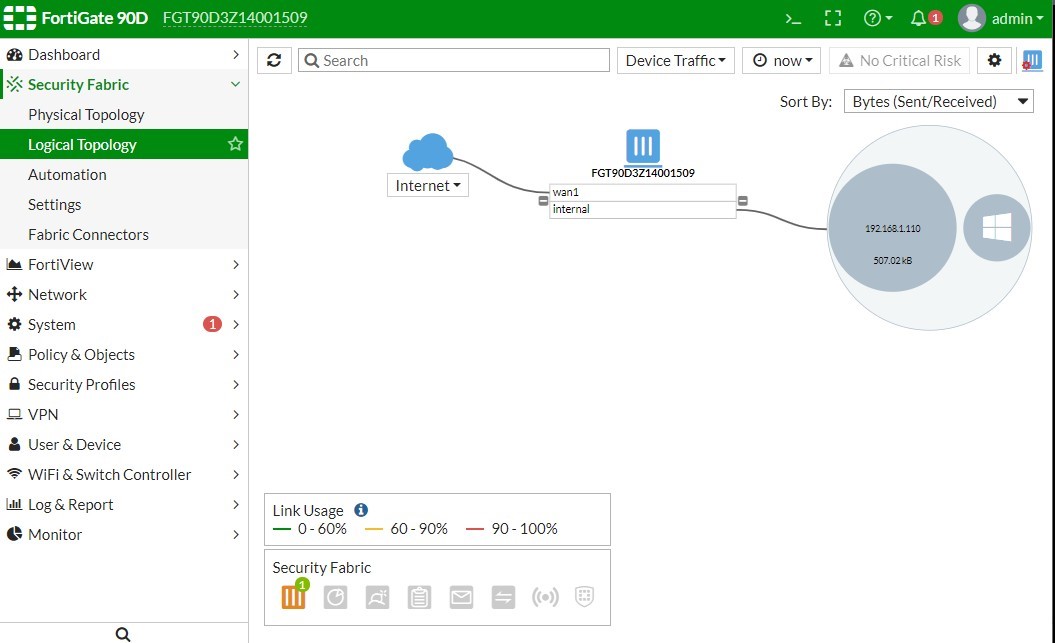 FortiGate 90D FGT90D3Z14001509
1 admin
Dashboard
Security Fabric
Physical Topology
Logical Topology
Automation
Settings
Fabric Connectors
FortiView
Network
System 1
Policy & Objects
Security Profiles
VPN
User & Device
WiFi & Switch Controller
Log & Report
Monitor
Search Device Traffic now No Critical Risk
Sort By: Bytes (Sent/Received)
Internet
FGT90D3Z14001509
wan1
internal
192.168.1.110
507.02 kB
Link Usage
0 - 60% 60 - 90% 90 - 100%
Security Fabric
1